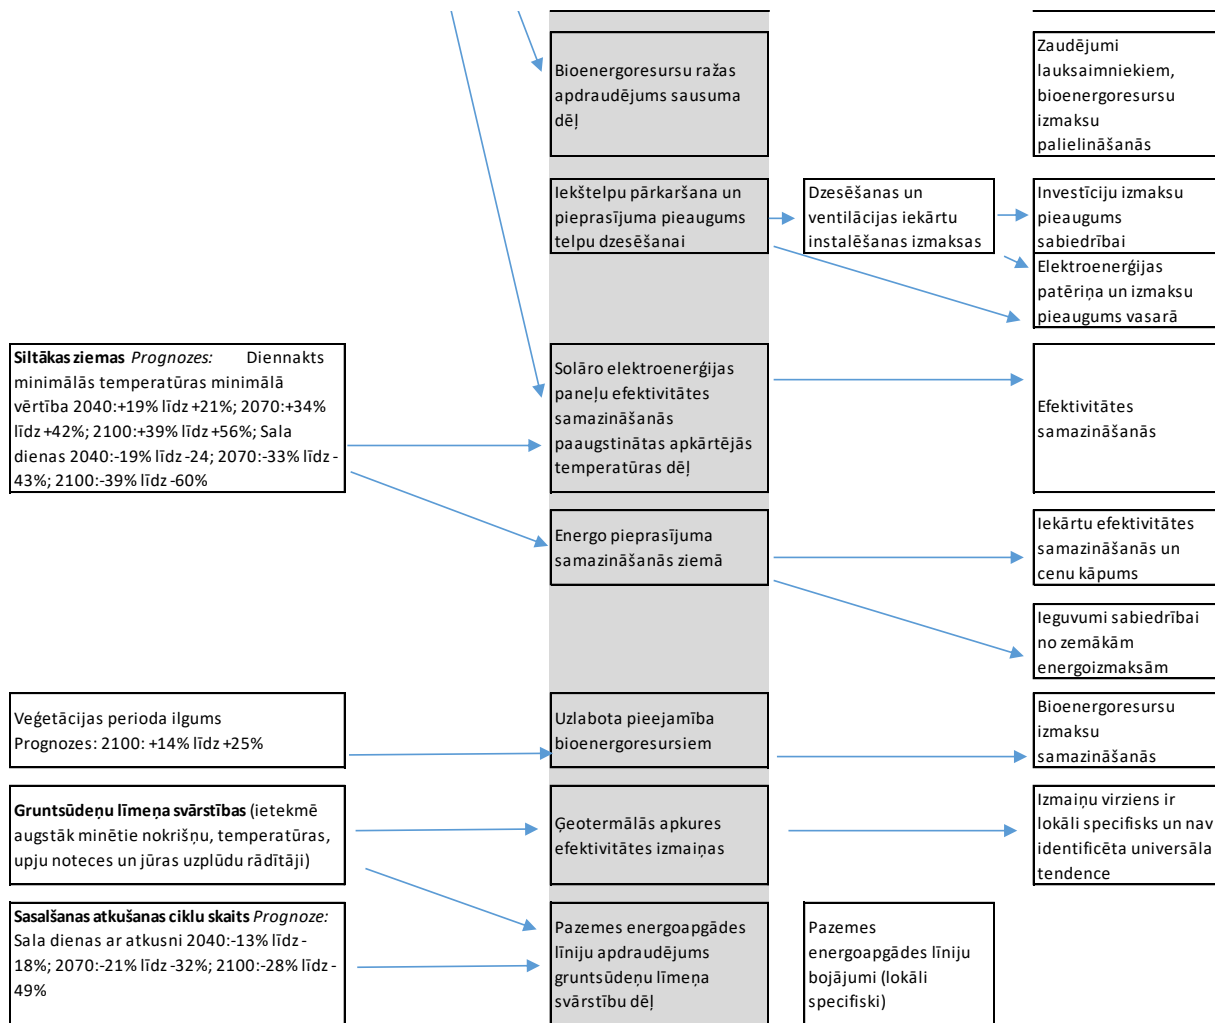 Bioenergoresursu ražas
apdraudējums sausuma
dēļ
Zaudējumi
lauksaimniekiem,
bioenergoresursu
izmaksu
palielināšanās
Iekštelpu pārkaršana un
pieprasījuma pieaugums
telpu dzesēšanai
Dzesēšanas un
ventilācijas iekārtu
instalēšanas izmaksas
Investīciju izmaksu
pieaugums
sabiedrībai
Elektroenerģijas
patēriņa un izmaksu
pieaugums vasarā
Siltākas ziemas Prognozes: Diennakts
minimālās temperatūras minimālā
vērtība 2040:+19% līdz +21%; 2070:+34%
līdz +42%; 2100:+39% līdz +56%; Sala
dienas 2040:-19% līdz -24; 2070:-33% līdz -
43%; 2100:-39% līdz -60%
Solāro elektroenerģijas
paneļu efektivitātes
samazināšanās
paaugstinātas apkārtējās
temperatūras dēļ
Efektivitātes
samazināšanās
Energo pieprasījuma
samazināšanās ziemā
Iekārtu efektivitātes
samazināšanās un
cenu kāpums
Ieguvumi sabiedrībai
no zemākām
energoizmaksām
Veģetācijas perioda ilgums
Prognozes: 2100: +14% līdz +25%
Uzlabota pieejamība
bioenergoresursiem
Bioenergoresursu
izmaksu
samazināšanās
Gruntsūdeņu līmeņa svārstības (ietekmē
augstāk minētie nokrišņu, temperatūras,
upju noteces un jūras uzplūdu rādītāji)
Ģeotermālās apkures
efektivitātes izmaiņas
Izmaiņu virziens ir
lokāli specifisks un nav
identificēta universāla
tendence
Sasalšanas atkušanas ciklu skaits Prognoze:
Sala dienas ar atkusni 2040:-13% līdz -
18%; 2070:-21% līdz -32%; 2100:-28% līdz -
49%
Pazemes energoapgādes
līniju apdraudējums
gruntsūdeņu līmeņa
svārstību dēļ
Pazemes
energoapgādes
līniju bojājumi (lokāli
specifiski)